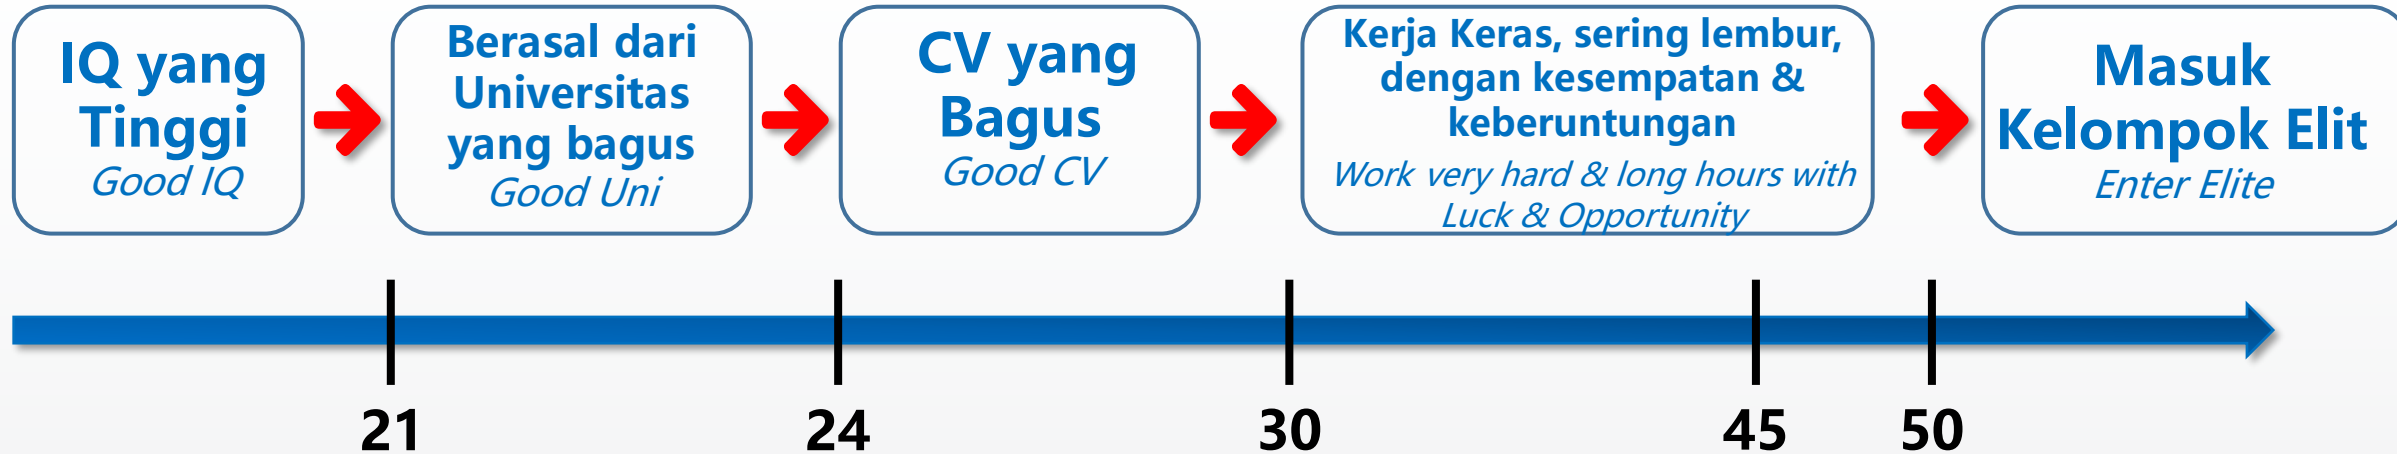 IQ yang
Tinggi
Good IQ
Berasal dari
Universitas
yang bagus
Good Uni
CV yang
Bagus
Good CV
Kerja Keras, sering lembur,
dengan kesempatan &
keberuntungan
Work very hard & long hours with
Luck & Opportunity
Masuk
Kelompok Elit
Enter Elite
21
24
30
45
50